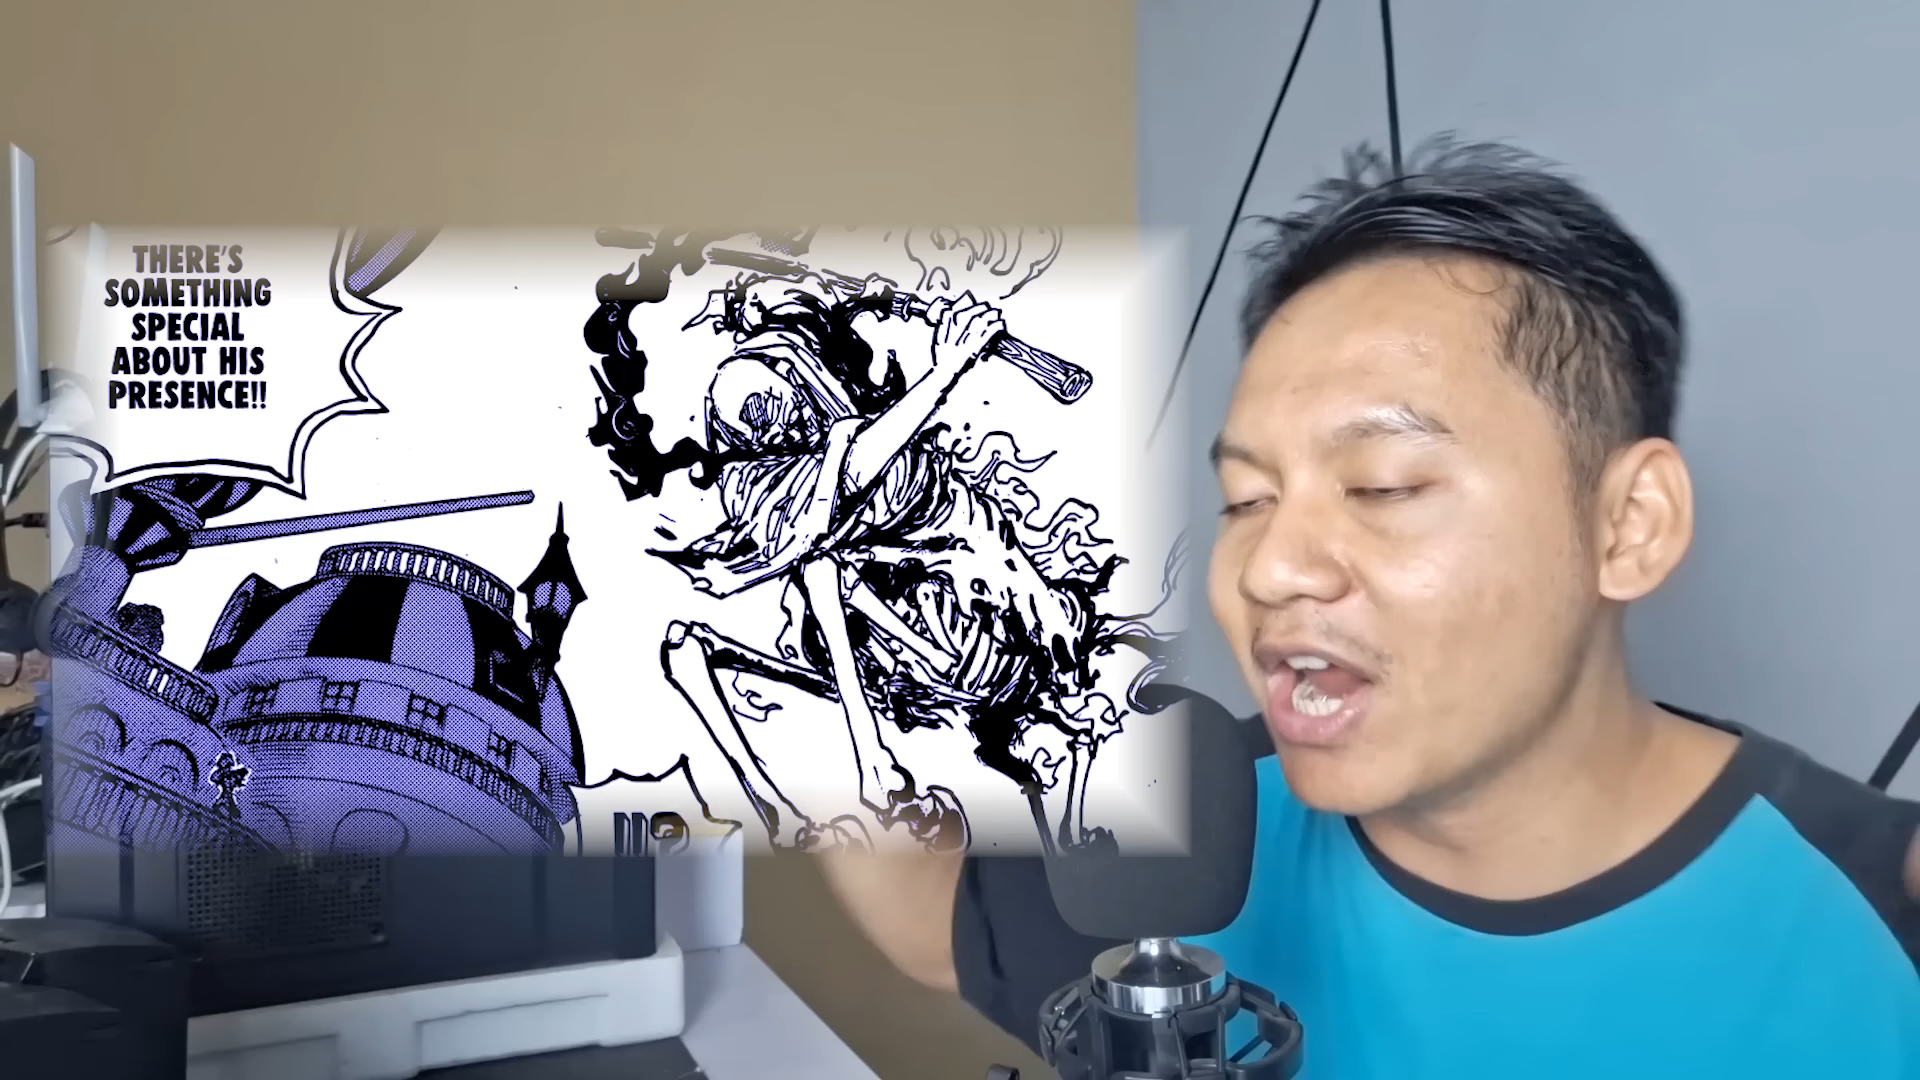 THERE'S
SOMETHING
SPECIAL
ABOUT HIS
PRESENCE!!